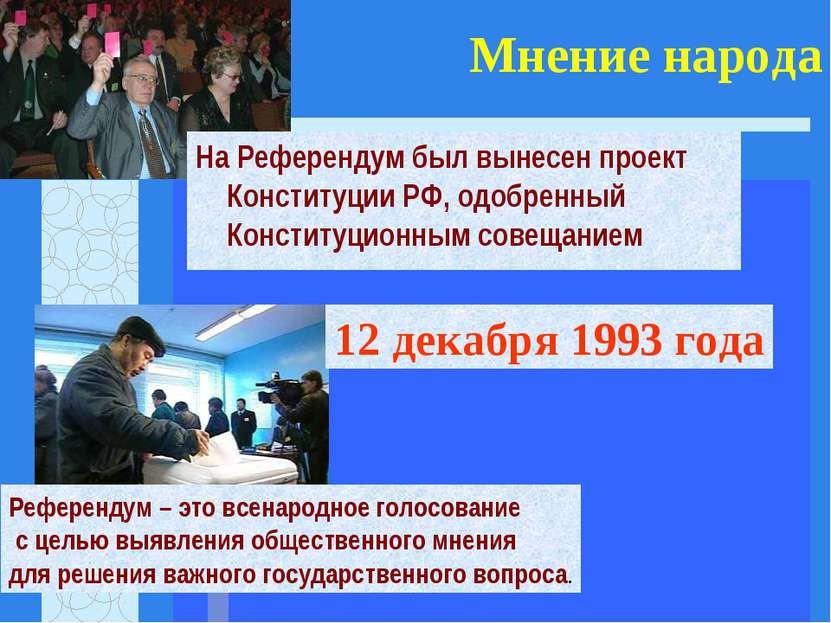 Мнение народа
На Референдум был вынесен проект
Конституции РФ, одобренный
Конституционным совещанием
12 декабря 1993 года
Референдум – это всенародное голосование
с целью выявления общественного мнения
для решения важного государственного вопроса.